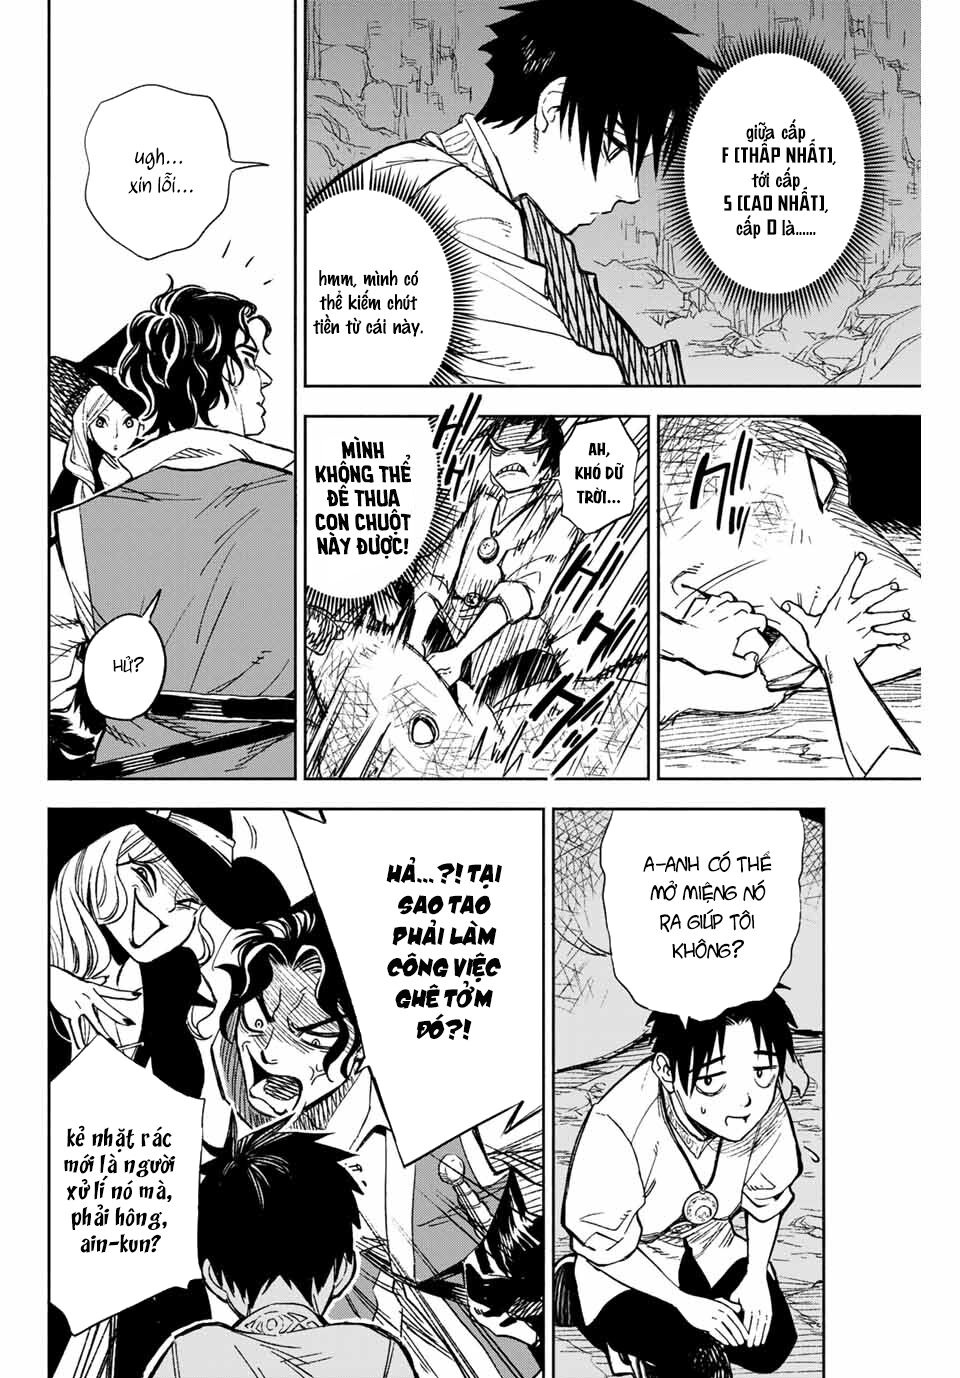 giữa cấp
F [THẤP NHẤT],
tới cấp
S [CAO NHẤT],
cấp D là......
hmm, mình có
thể kiếm chút
tiền từ cái này.
AH,
KHÓ DỮ
TRỜI...
MÌNH
KHÔNG THỂ
ĐỂ THUA
CON CHUỘT
NÀY ĐƯỢC!
ugh...
xin lỗi...
HỬ?
A-ANH CÓ THỂ
MỞ MIỆNG NÓ
RA GIÚP TÔI
KHÔNG?
HẢ...?! TẠI
SAO TAO
PHẢI LÀM
CÔNG VIỆC
GHÊ TỞM
ĐÓ?!
kẻ nhặt rác
mới là người
xử lí nó mà,
phải hông,
ain-kun?